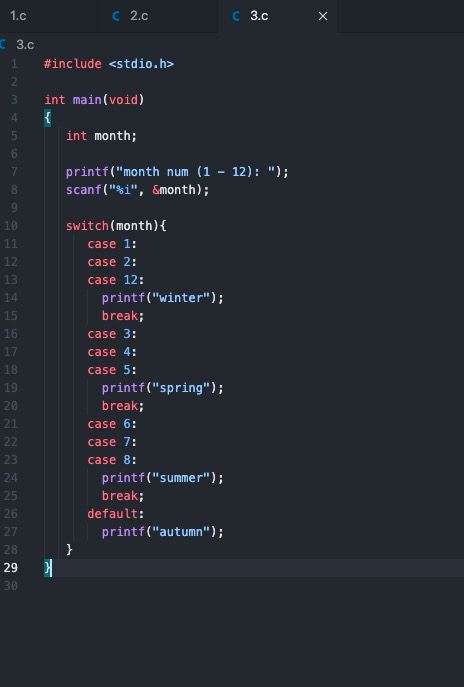 1.c C 2.c C 3.c ×
C 3.c
1 #include <stdio.h>
2
3 int main(void)
4 {
5 int month;
6
7 printf("month num (1 - 12): ");
8 scanf("%i", &month);
9
10 switch(month){
11 case 1:
12 case 2:
13 case 12:
14 printf("winter");
15 break;
16 case 3:
17 case 4:
18 case 5:
19 printf("spring");
20 break;
21 case 6:
22 case 7:
23 case 8:
24 printf("summer");
25 break;
26 default:
27 printf("autumn");
28 }
29 }
30